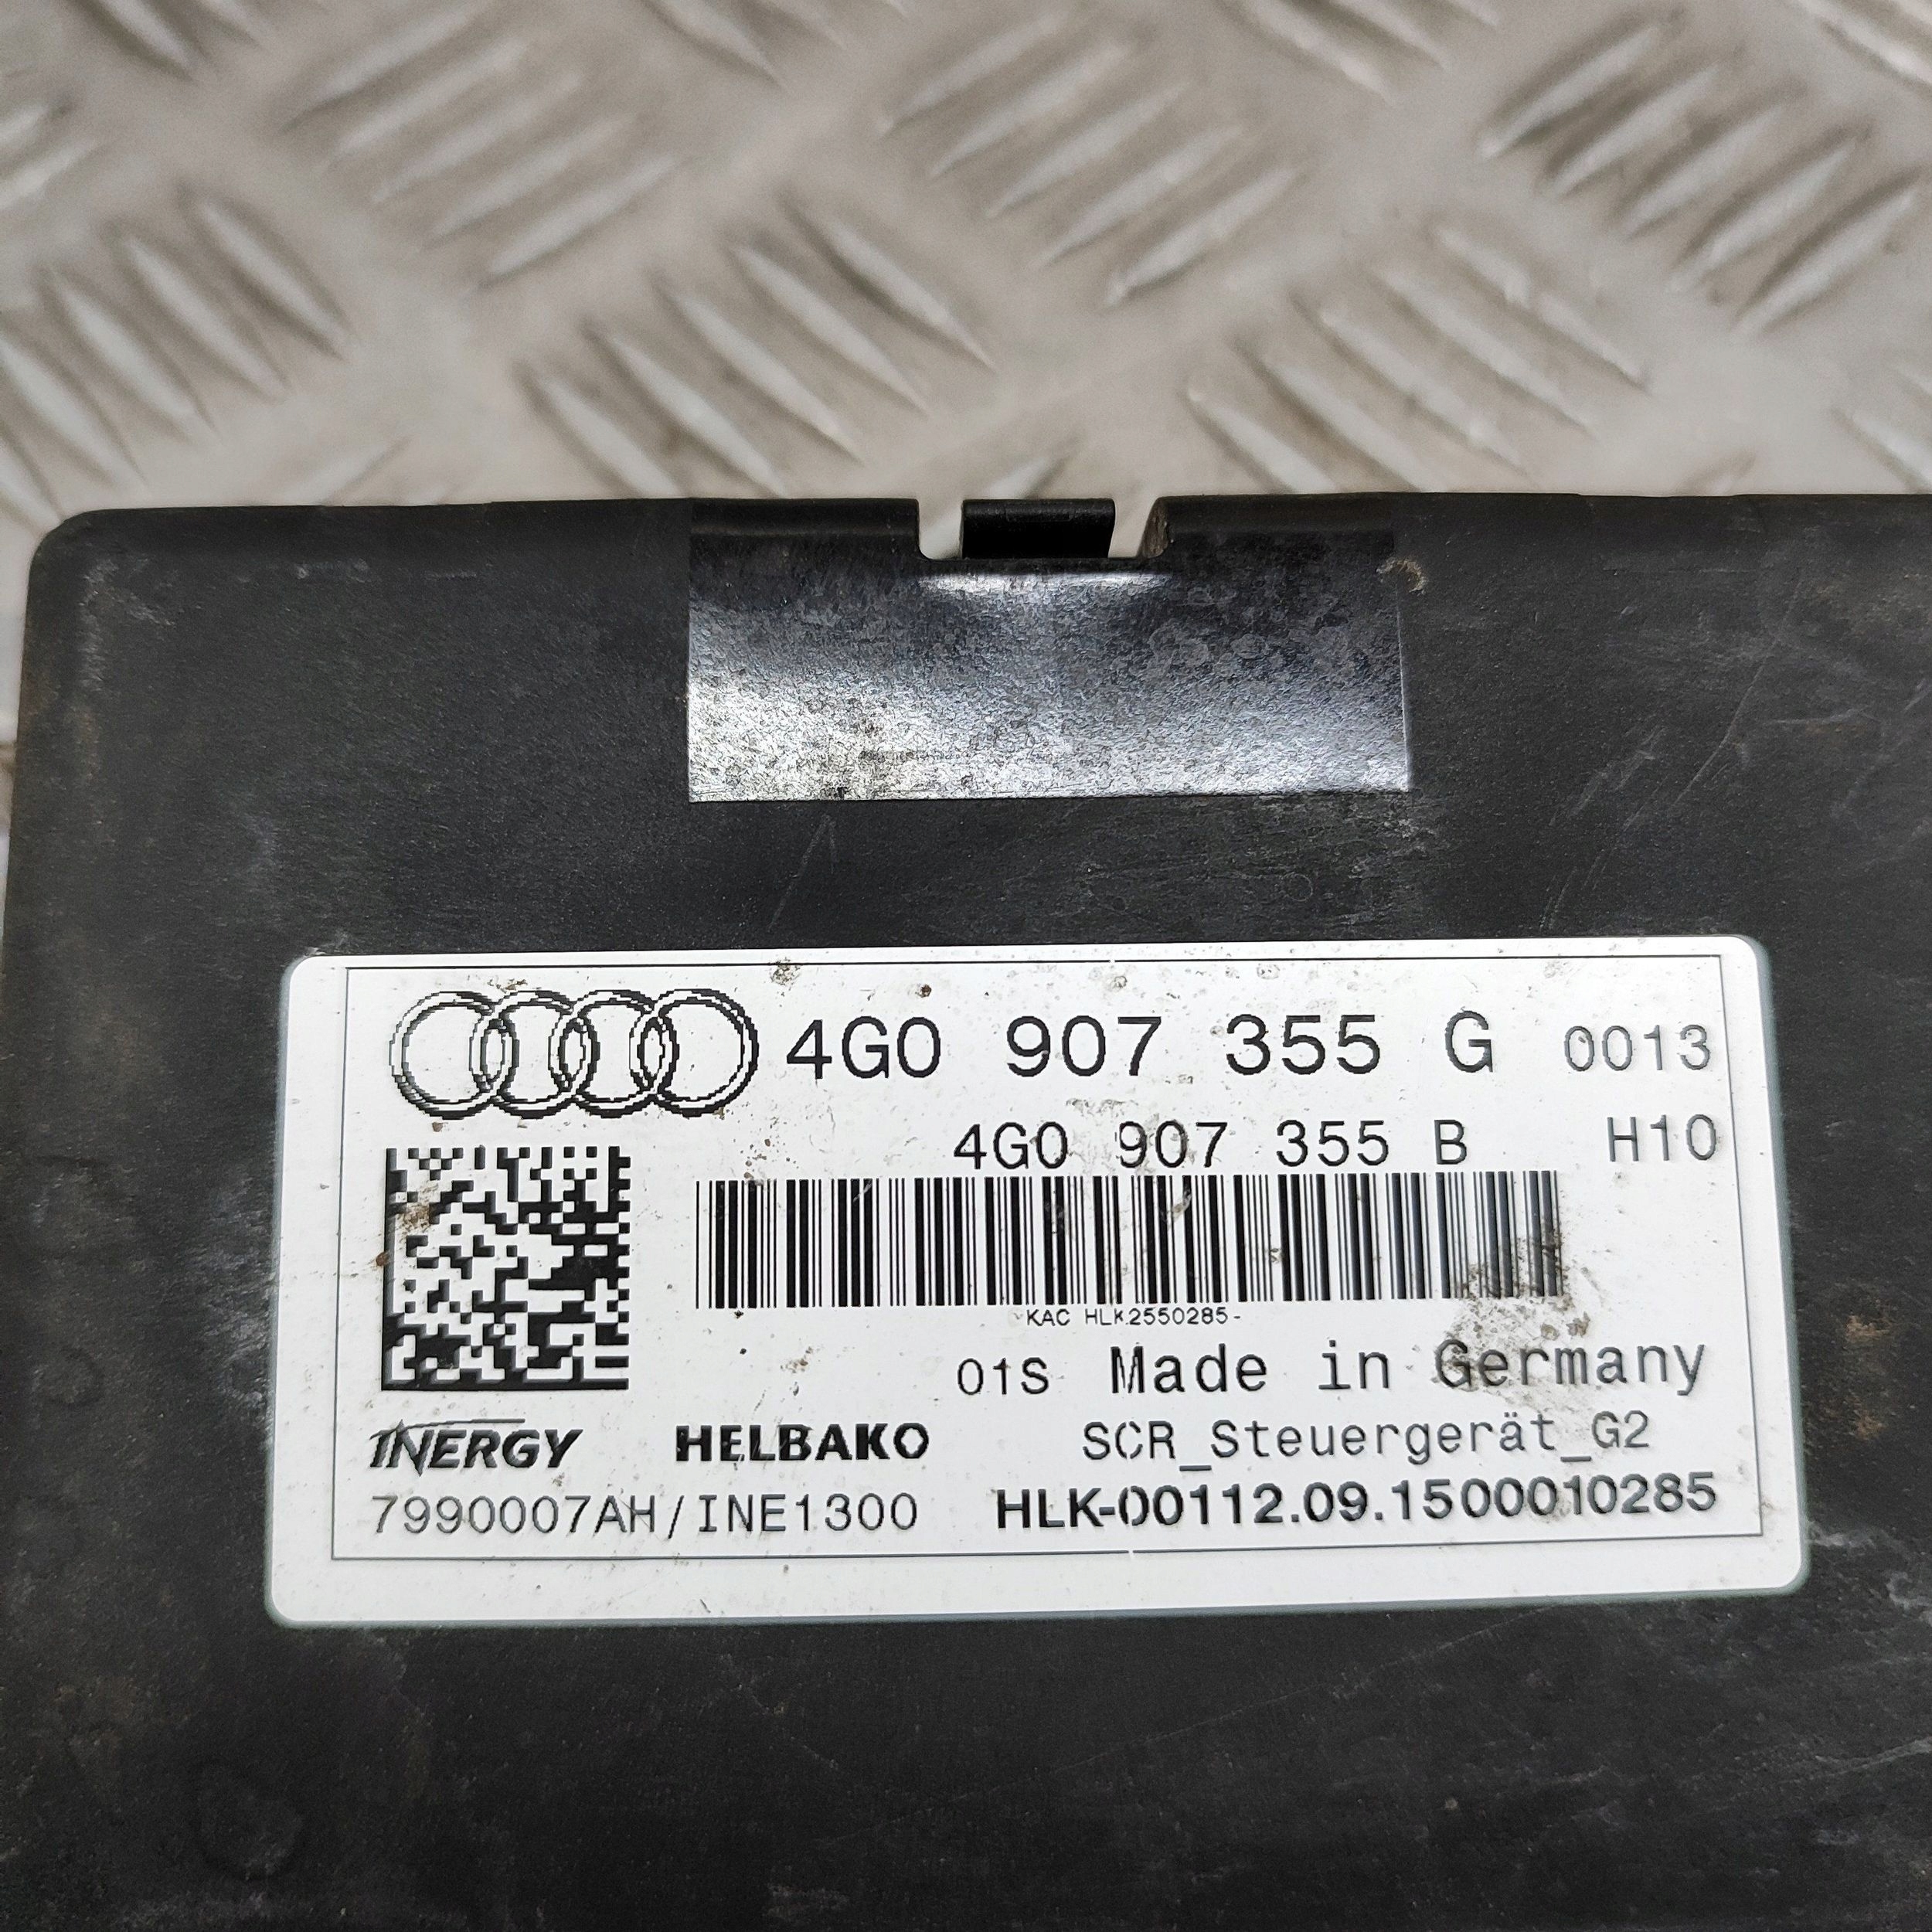 4G0 907 355 G 0013
4G0 907 355 B H10
KAC HLK2550285-
01S Made in Germany
INERGY HELBAKO SCR_Steuergerät_G2
7990007AH/INE1300 HLK-00112.09.1500010285